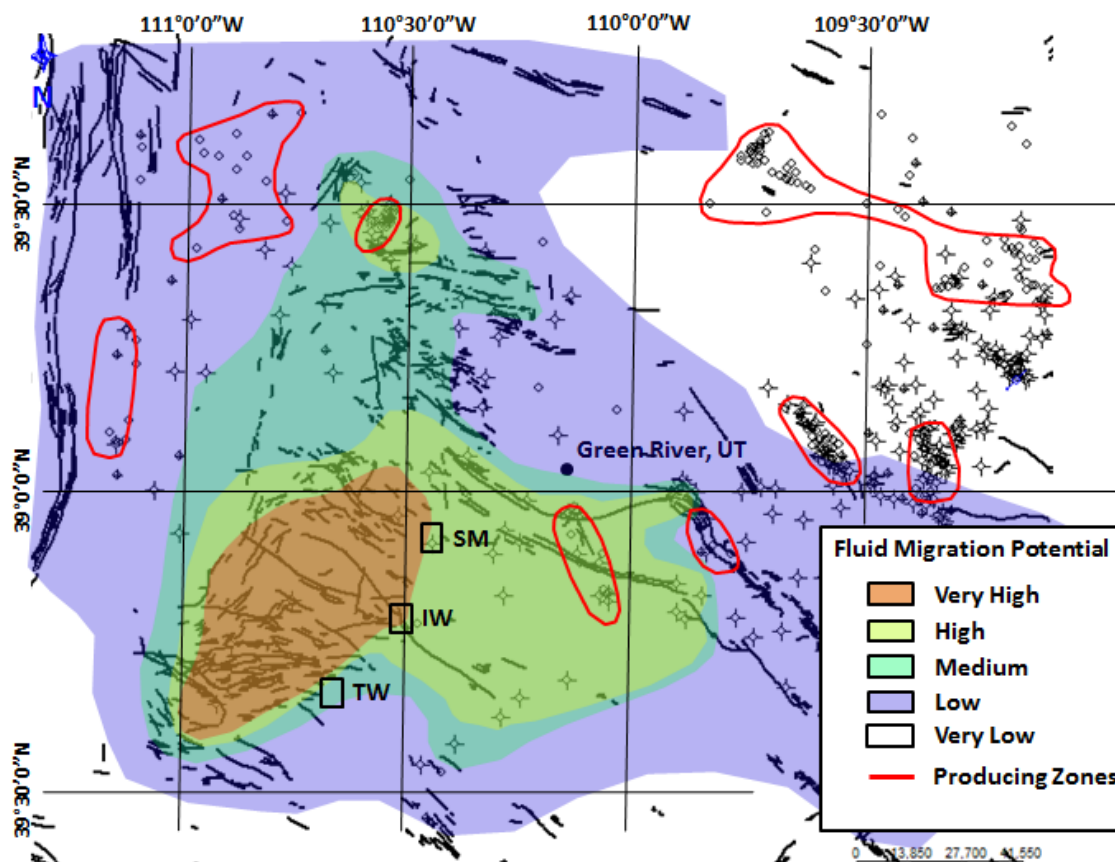 111°0'0"W 110°30'0"W 110°0'0"W 109°30'0"W
N
39°30'0"N
39°0'0"N
39°30'0"N
Green River, UT
SM
IW
TW
Fluid Migration Potential
Very High
High
Medium
Low
Very Low
Producing Zones
0 13,850 27,700 41,550